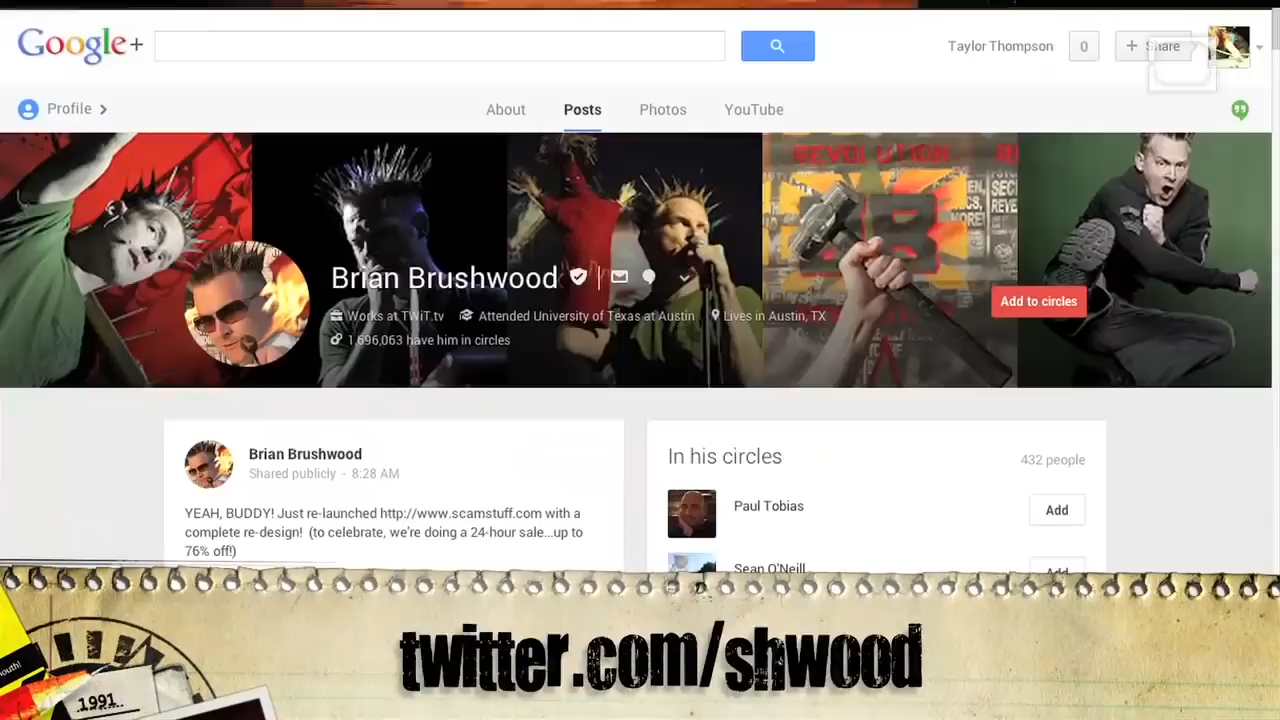 Google+
Taylor Thompson
0
+ Share
Profile
About
Posts
Photos
YouTube
REVOLUTION
Brian Brushwood
Works at TWiT.tv
Attended University of Texas at Austin
Lives in Austin, TX
1,696,063 have him in circles
Add to circles
Brian Brushwood
Shared publicly - 8:28 AM
YEAH, BUDDY! Just re-launched http://www.scamstuff.com with a
complete re-design! (to celebrate, we're doing a 24-hour sale...up to
76% off!)
In his circles
432 people
Paul Tobias
Add
Sean O'Neill
Add
twitter.com/shwood
1991